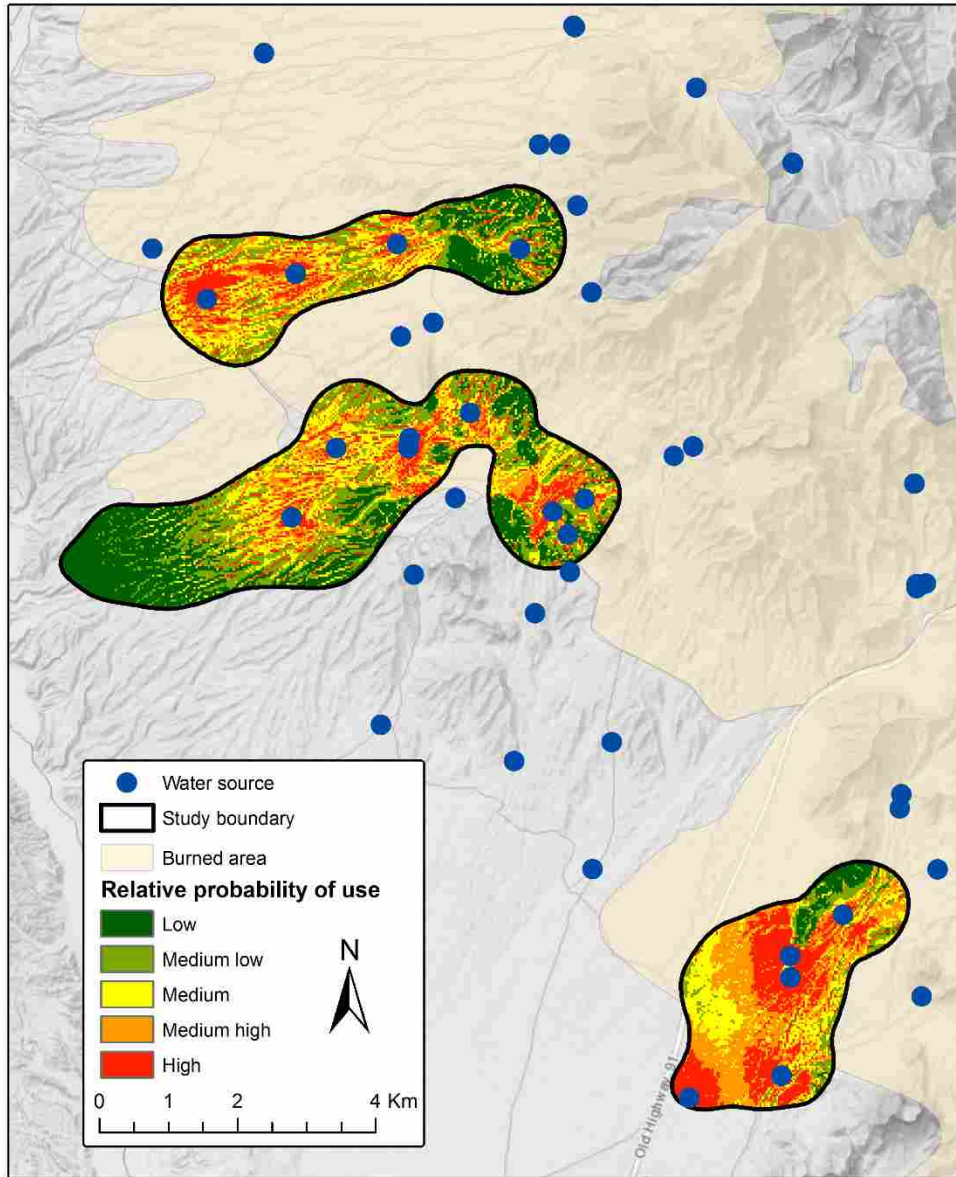 Water source
Study boundary
Burned area
Relative probability of use
Low
Medium low
Medium
Medium high
High
N
0 1 2 4 Km
Old Highway 91